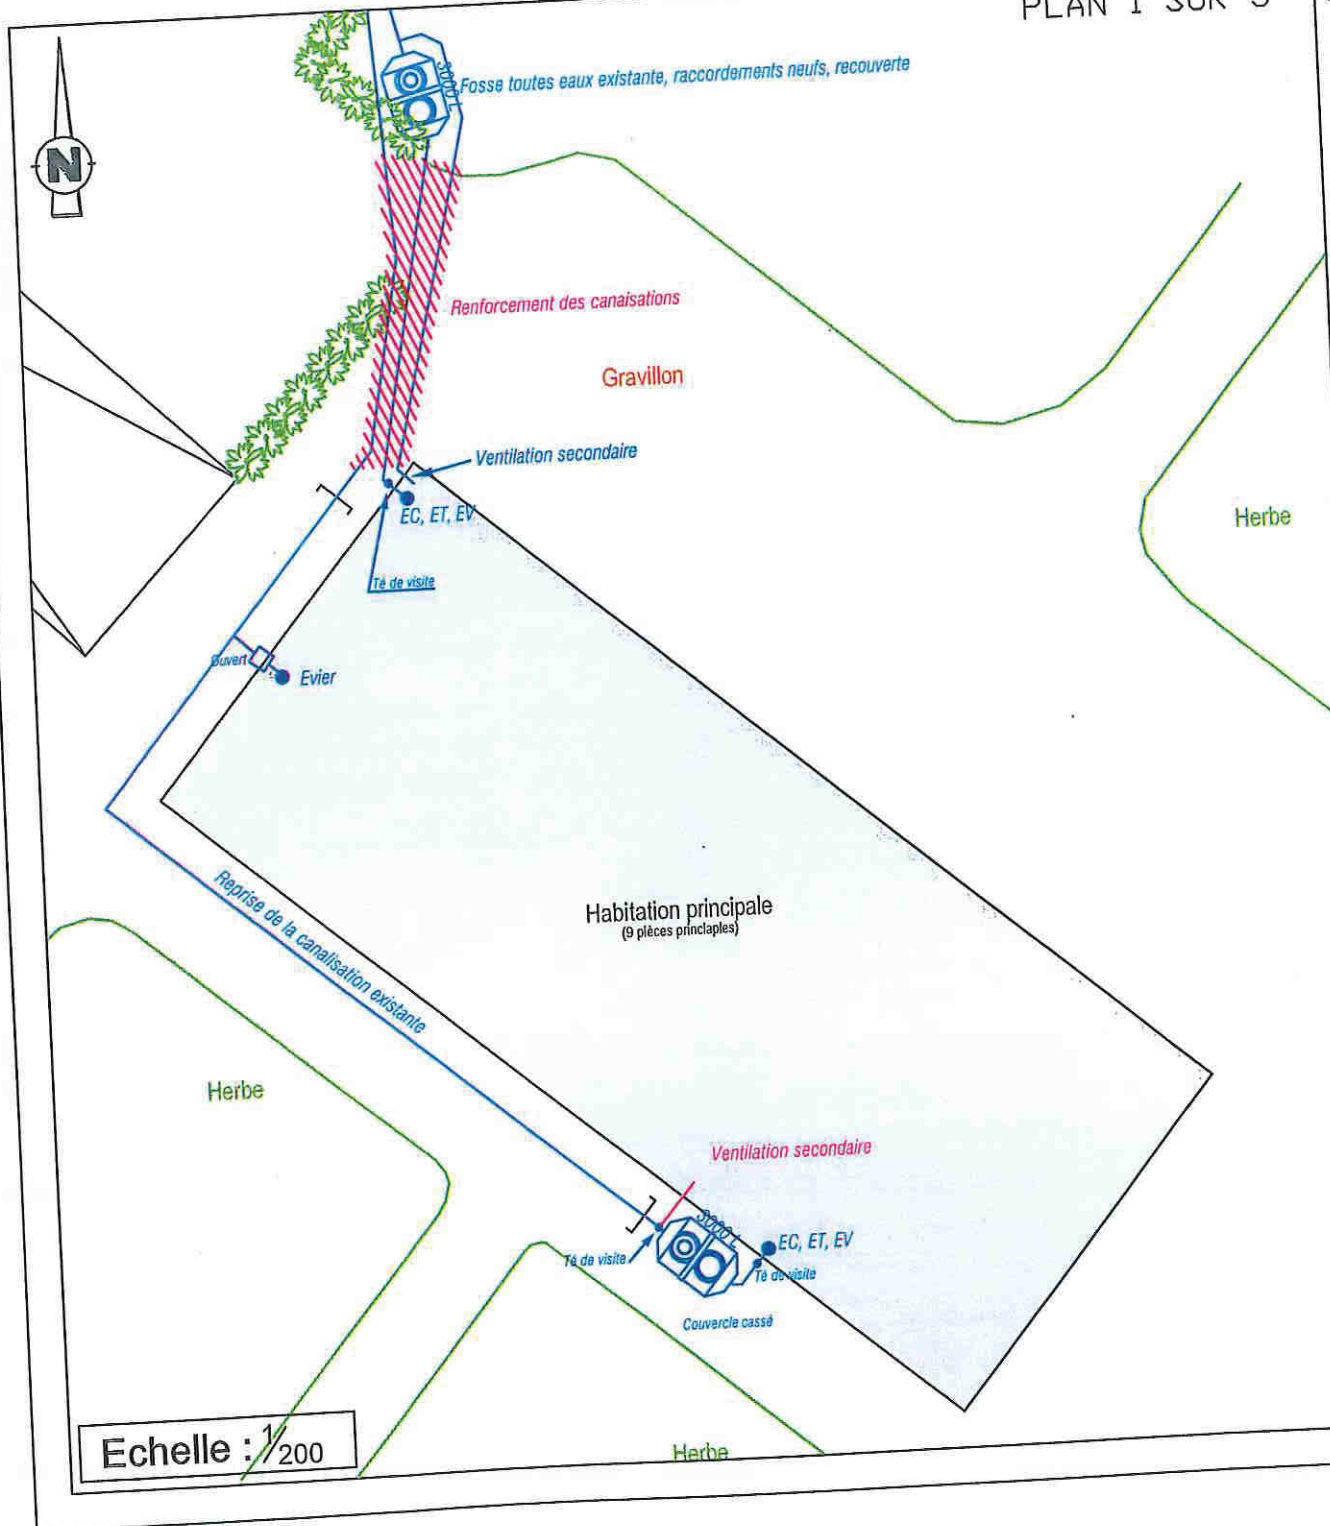 PLAN 1 SUR 3
Fosse toutes eaux existante, raccordements neufs, recouverte
3000 L
N
Renforcement des canaisations
Gravillon
Ventilation secondaire
EC, ET, EV
Herbe
Té de visite
Ouvert
Evier
Habitation principale
(9 pièces princlaples)
Reprise de la canalisation existante
Herbe
Ventilation secondaire
3000 L
EC, ET, EV
Té de visite
Té de visite
Couvercle cassé
Echelle : 1/200
Herbe